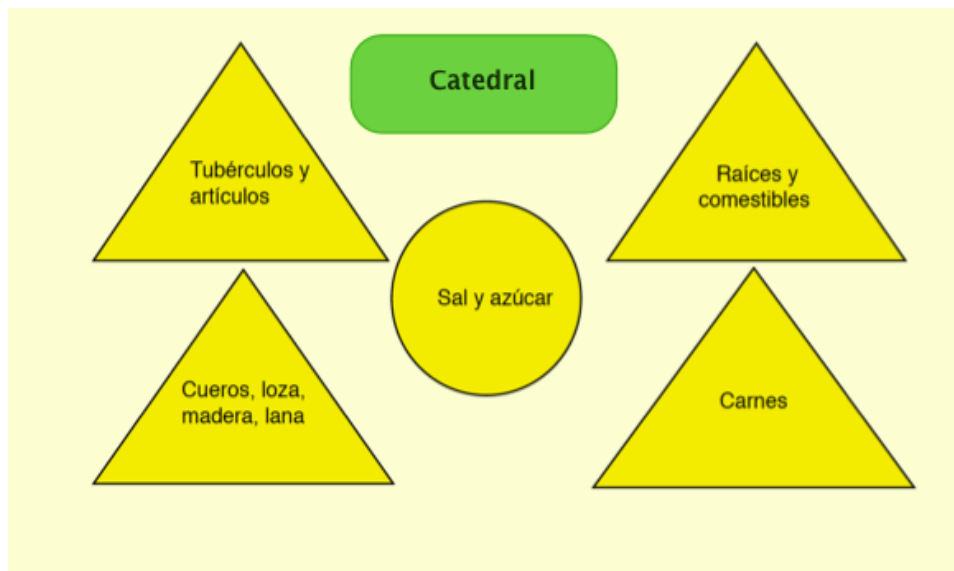 Catedral
Tubérculos y
artículos
Raíces y
comestibles
Sal y azúcar
Cueros, loza,
madera, lana
Carnes